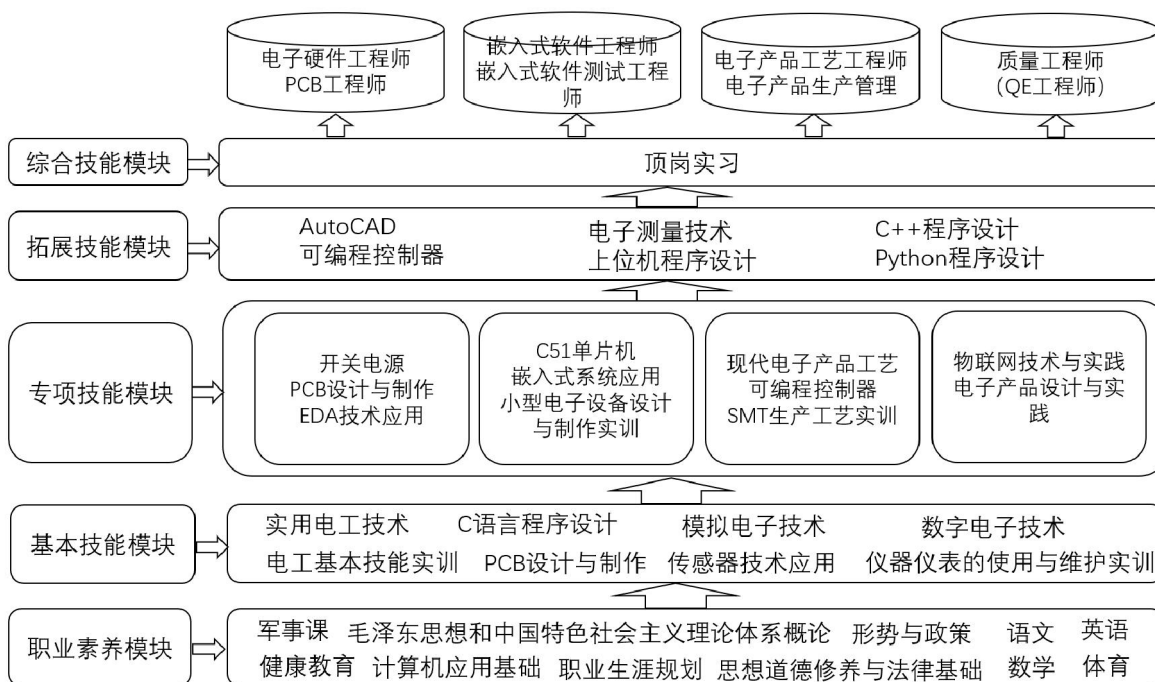 电子硬件工程师
PCB工程师
嵌入式软件工程师
嵌入式软件测试工程
师
电子产品工艺工程师
电子产品生产管理
质量工程师
(QE工程师)
综合技能模块
顶岗实习
拓展技能模块
AutoCAD
可编程控制器
电子测量技术
上位机程序设计
C++程序设计
Python程序设计
专项技能模块
开关电源
PCB设计与制作
EDA技术应用
C51单片机
嵌入式系统应用
小型电子设备设计
与制作实训
现代电子产品工艺
可编程控制器
SMT生产工艺实训
物联网技术与实践
电子产品设计与实
践
基本技能模块
实用电工技术 C语言程序设计 模拟电子技术 数字电子技术
电工基本技能实训 PCB设计与制作 传感器技术应用 仪器仪表的使用与维护实训
职业素养模块
军事课 毛泽东思想和中国特色社会主义理论体系概论 形势与政策 语文 英语
健康教育 计算机应用基础 职业生涯规划 思想道德修养与法律基础 数学 体育